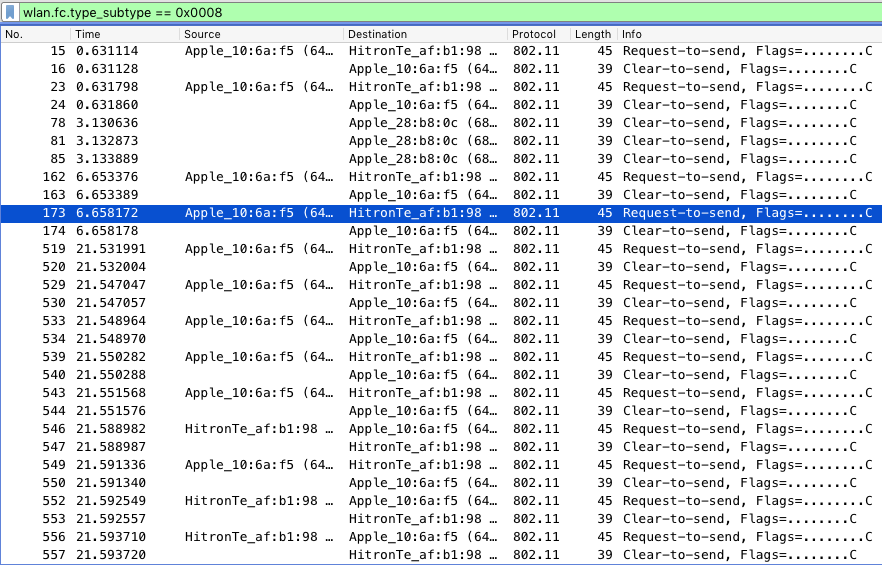 wlan.fc.type_subtype == 0x0008
No. Time Source Destination Protocol Length Info
15 0.631114 Apple_10:6a:f5 (64… HitronTe_af:b1:98 … 802.11 45 Request-to-send, Flags=........C
16 0.631128 Apple_10:6a:f5 (64… 802.11 39 Clear-to-send, Flags=........C
23 0.631798 Apple_10:6a:f5 (64… HitronTe_af:b1:98 … 802.11 45 Request-to-send, Flags=........C
24 0.631860 Apple_10:6a:f5 (64… 802.11 39 Clear-to-send, Flags=........C
78 3.130636 Apple_28:b8:0c (68… 802.11 39 Clear-to-send, Flags=........C
81 3.132873 Apple_28:b8:0c (68… 802.11 39 Clear-to-send, Flags=........C
85 3.133889 Apple_28:b8:0c (68… 802.11 39 Clear-to-send, Flags=........C
162 6.653376 Apple_10:6a:f5 (64… HitronTe_af:b1:98 … 802.11 45 Request-to-send, Flags=........C
163 6.653389 Apple_10:6a:f5 (64… 802.11 39 Clear-to-send, Flags=........C
173 6.658172 Apple_10:6a:f5 (64… HitronTe_af:b1:98 … 802.11 45 Request-to-send, Flags=........C
174 6.658178 Apple_10:6a:f5 (64… 802.11 39 Clear-to-send, Flags=........C
519 21.531991 Apple_10:6a:f5 (64… HitronTe_af:b1:98 … 802.11 45 Request-to-send, Flags=........C
520 21.532004 Apple_10:6a:f5 (64… 802.11 39 Clear-to-send, Flags=........C
529 21.547047 Apple_10:6a:f5 (64… HitronTe_af:b1:98 … 802.11 45 Request-to-send, Flags=........C
530 21.547057 Apple_10:6a:f5 (64… 802.11 39 Clear-to-send, Flags=........C
533 21.548964 Apple_10:6a:f5 (64… HitronTe_af:b1:98 … 802.11 45 Request-to-send, Flags=........C
534 21.548970 Apple_10:6a:f5 (64… 802.11 39 Clear-to-send, Flags=........C
539 21.550282 Apple_10:6a:f5 (64… HitronTe_af:b1:98 … 802.11 45 Request-to-send, Flags=........C
540 21.550288 Apple_10:6a:f5 (64… 802.11 39 Clear-to-send, Flags=........C
543 21.551568 Apple_10:6a:f5 (64… HitronTe_af:b1:98 … 802.11 45 Request-to-send, Flags=........C
544 21.551576 Apple_10:6a:f5 (64… 802.11 39 Clear-to-send, Flags=........C
546 21.588982 HitronTe_af:b1:98 … Apple_10:6a:f5 (64… 802.11 45 Request-to-send, Flags=........C
547 21.588987 HitronTe_af:b1:98 … 802.11 39 Clear-to-send, Flags=........C
549 21.591336 Apple_10:6a:f5 (64… HitronTe_af:b1:98 … 802.11 45 Request-to-send, Flags=........C
550 21.591340 Apple_10:6a:f5 (64… 802.11 39 Clear-to-send, Flags=........C
552 21.592549 HitronTe_af:b1:98 … Apple_10:6a:f5 (64… 802.11 45 Request-to-send, Flags=........C
553 21.592557 HitronTe_af:b1:98 … 802.11 39 Clear-to-send, Flags=........C
556 21.593710 HitronTe_af:b1:98 … Apple_10:6a:f5 (64… 802.11 45 Request-to-send, Flags=........C
557 21.593720 HitronTe_af:b1:98 … 802.11 39 Clear-to-send, Flags=........C